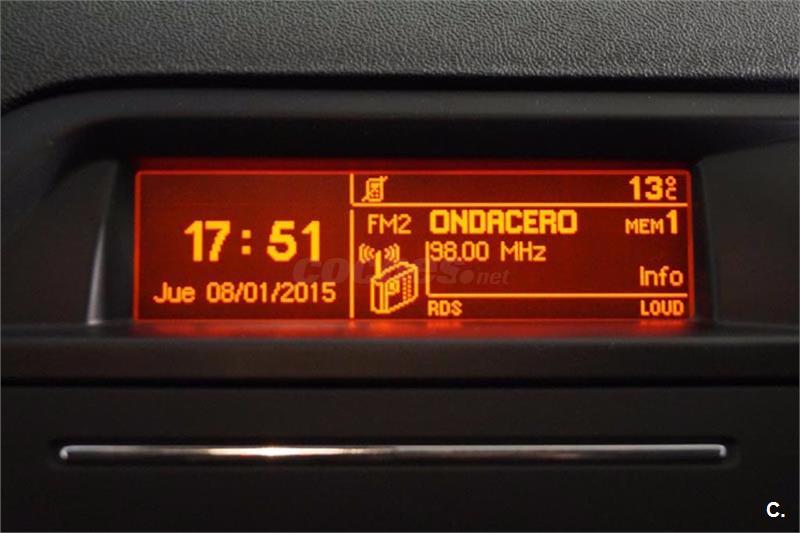 17:51
Jue 08/01/2015
13°C
FM2 ONDACERO MEM1
98.00 MHz
Info
RDS LOUD
coches.net
C.